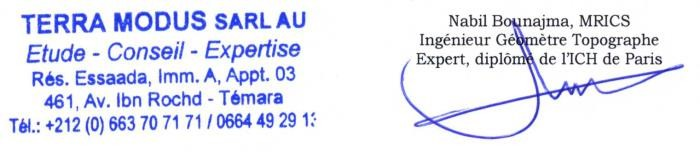 TERRA MODUS SARL AU
Etude - Conseil - Expertise
Rés. Essaada, Imm. A, Appt. 03
461, Av. Ibn Rochd - Témara
Tél.: +212 (0) 663 70 71 71 / 0664 49 29 13
Nabil Bounajma, MRICS
Ingénieur Géomètre Topographe
Expert, diplômé de l'ICH de Paris